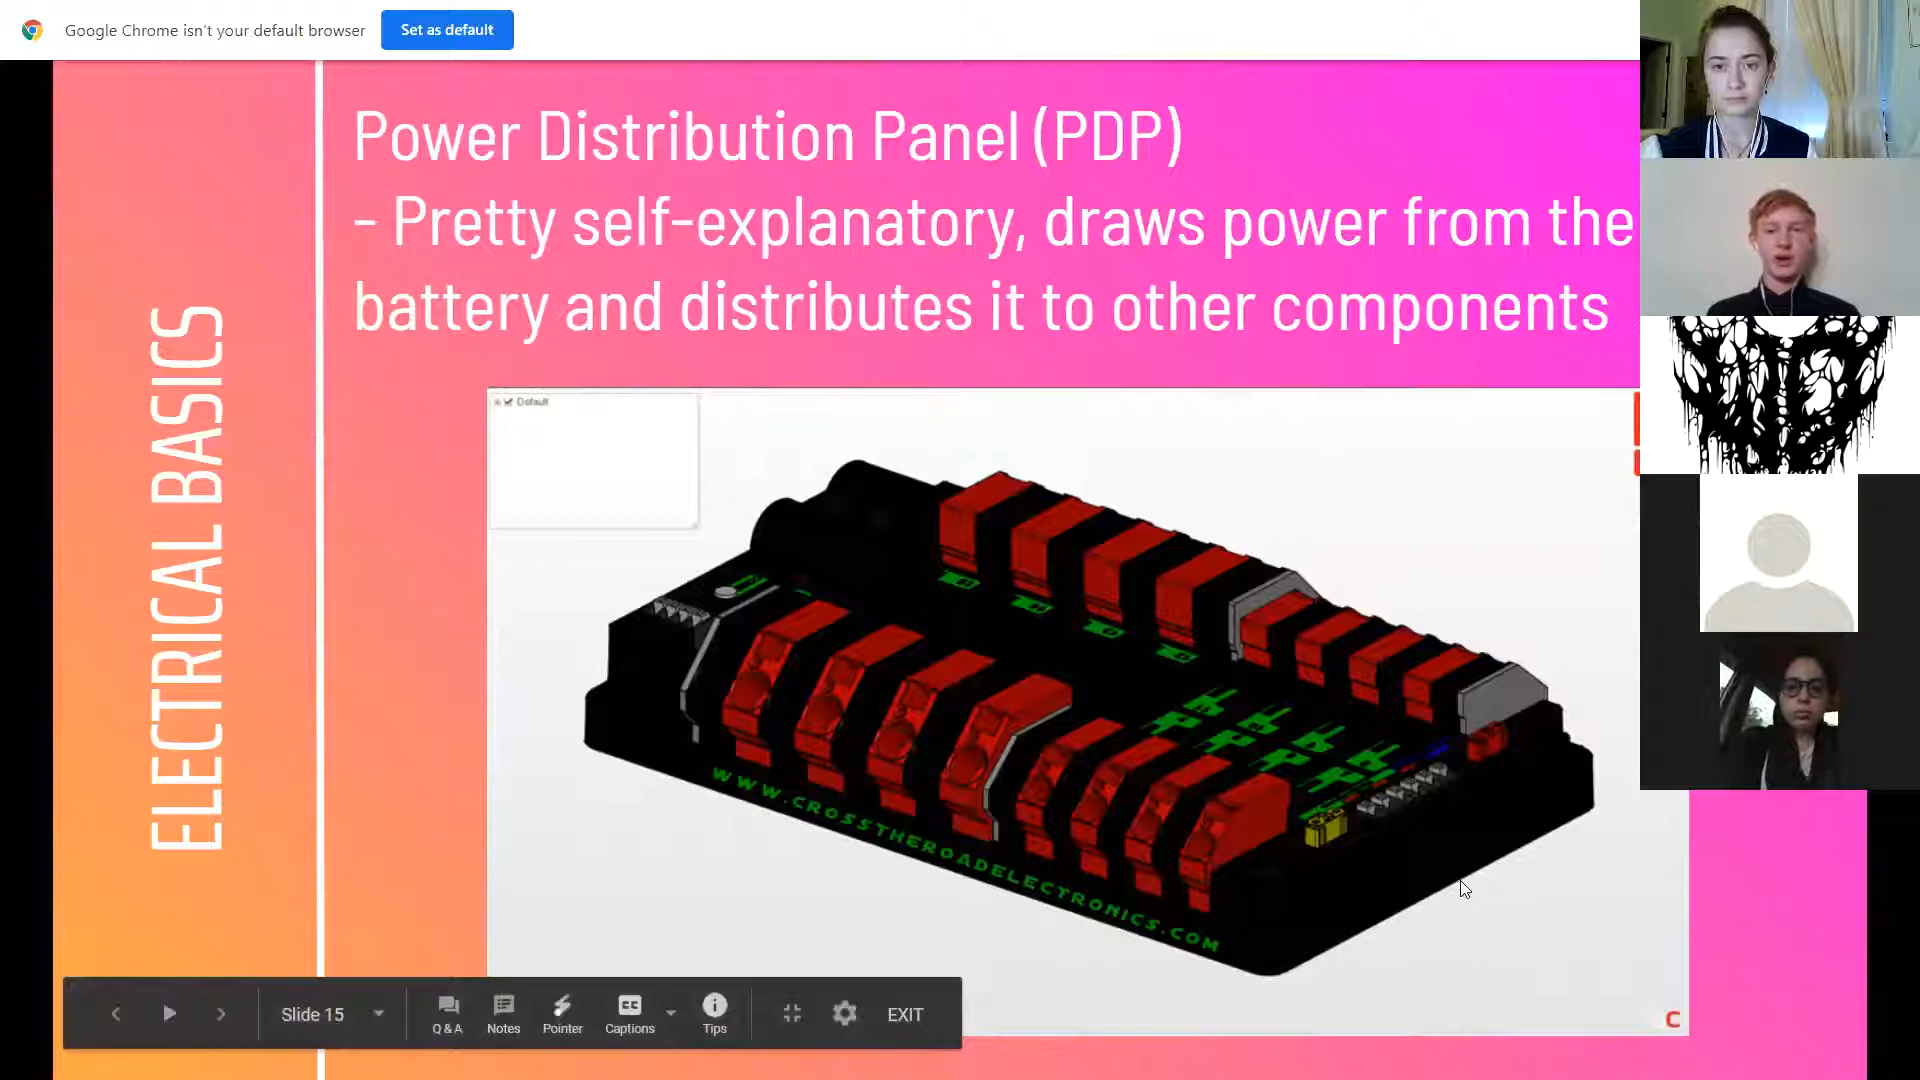 Google Chrome isn't your default browser
Set as default
Power Distribution Panel (PDP)
- Pretty self-explanatory, draws power from the
battery and distributes it to other components
ELECTRICAL BASICS
Default
WWW.CROSSTHEROADELECTRONICS.COM
Slide 15
Q & A
Notes
Pointer
CC
Captions
Tips
EXIT
C